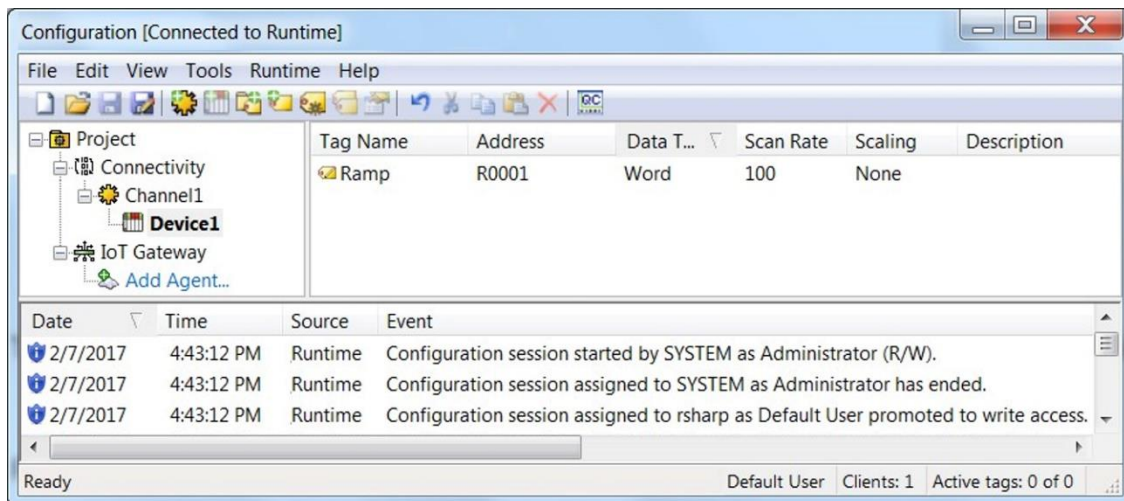 Configuration [Connected to Runtime]
File Edit View Tools Runtime Help
QC
Project
Connectivity
Channel1
Device1
IoT Gateway
Add Agent...
Tag Name Address Data T... Scan Rate Scaling Description
Ramp R0001 Word 100 None
Date Time Source Event
2/7/2017 4:43:12 PM Runtime Configuration session started by SYSTEM as Administrator (R/W).
2/7/2017 4:43:12 PM Runtime Configuration session assigned to SYSTEM as Administrator has ended.
2/7/2017 4:43:12 PM Runtime Configuration session assigned to rsharp as Default User promoted to write access.
Ready Default User Clients: 1 Active tags: 0 of 0